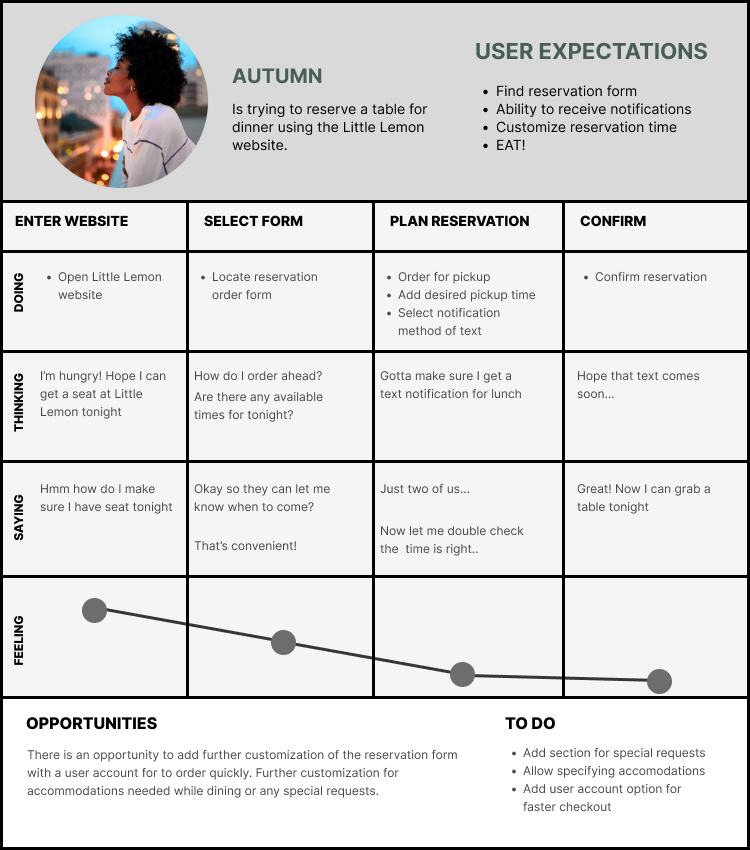 AUTUMN
Is trying to reserve a table for
dinner using the Little Lemon
website.
USER EXPECTATIONS
• Find reservation form
• Ability to receive notifications
• Customize reservation time
• EAT!
ENTER WEBSITE
SELECT FORM
PLAN RESERVATION
CONFIRM
DOING
• Open Little Lemon
website
• Locate reservation
order form
• Order for pickup
• Add desired pickup time
• Select notification
method of text
• Confirm reservation
THINKING
I'm hungry! Hope I can
get a seat at Little
Lemon tonight
How do I order ahead?
Are there any available
times for tonight?
Gotta make sure I get a
text notification for lunch
Hope that text comes
soon...
SAYING
Hmm how do I make
sure I have seat tonight
Okay so they can let me
know when to come?
That's convenient!
Just two of us...
Now let me double check
the time is right..
Great! Now I can grab a
table tonight
FEELING
OPPORTUNITIES
There is an opportunity to add further customization of the reservation form
with a user account for to order quickly. Further customization for
accommodations needed while dining or any special requests.
TO DO
• Add section for special requests
• Allow specifying accomodations
• Add user account option for
faster checkout